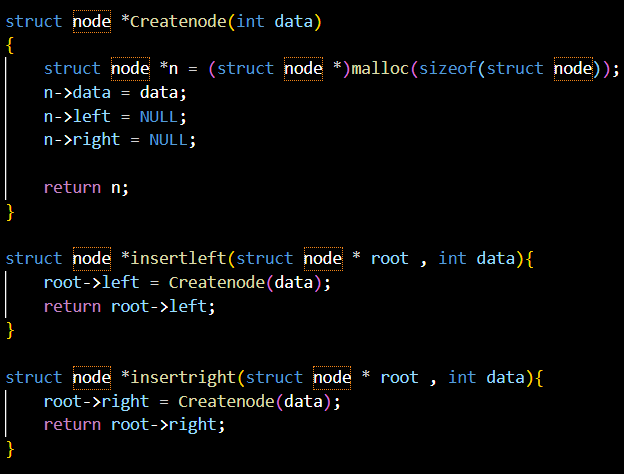 struct node *Createnode(int data)
{
    struct node *n = (struct node *)malloc(sizeof(struct node));
    n->data = data;
    n->left = NULL;
    n->right = NULL;

    return n;
}

struct node *insertleft(struct node * root , int data){
    root->left = Createnode(data);
    return root->left;
}

struct node *insertright(struct node * root , int data){
    root->right = Createnode(data);
    return root->right;
}